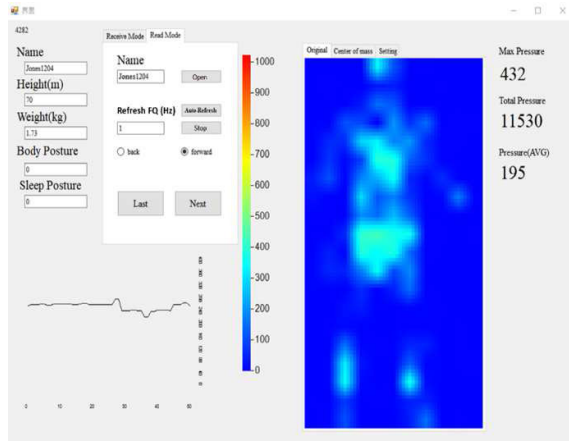 界面
4282
Name
Jones1204
Height(m)
70
Weight(kg)
1.73
Body Posture
0
Sleep Posture
0
Receive Mode Read Mode
Name
Jones1204 Open
Refresh FQ (Hz) Auto Refresh
1 Stop
back forward
Last Next
1000
900
800
700
600
500
400
300
200
100
0
Original Center of mass Setting
Max Pressure
432
Total Pressure
11530
Pressure(AVG)
195
0 10 20 30 40 50